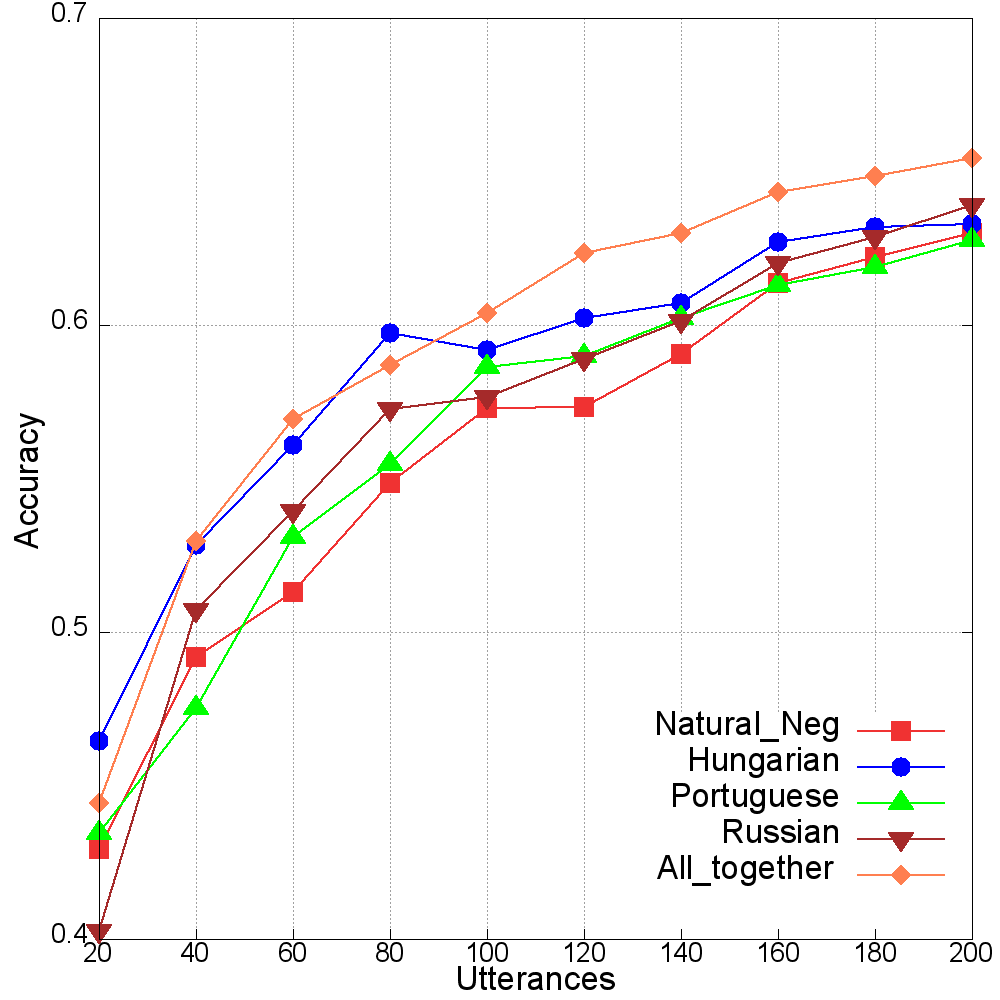 0.7
0.6
0.5
0.4
Accuracy
Natural_Neg
Hungarian
Portuguese
Russian
All_together
20 40 60 80 100 120 140 160 180 200
Utterances